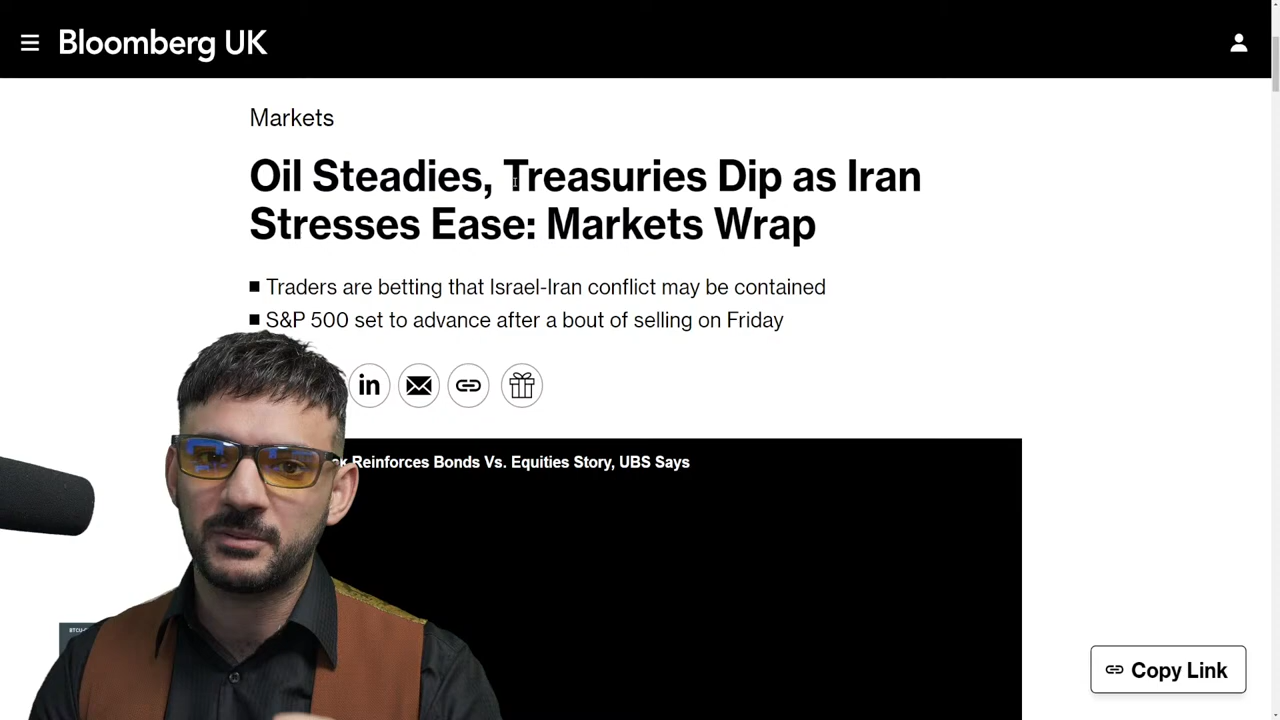 Bloomberg UK
Markets
Oil Steadies, Treasuries Dip as Iran
Stresses Ease: Markets Wrap
Traders are betting that Israel-Iran conflict may be contained
S&P 500 set to advance after a bout of selling on Friday
in
Reinforces Bonds Vs. Equities Story, UBS Says
Copy Link